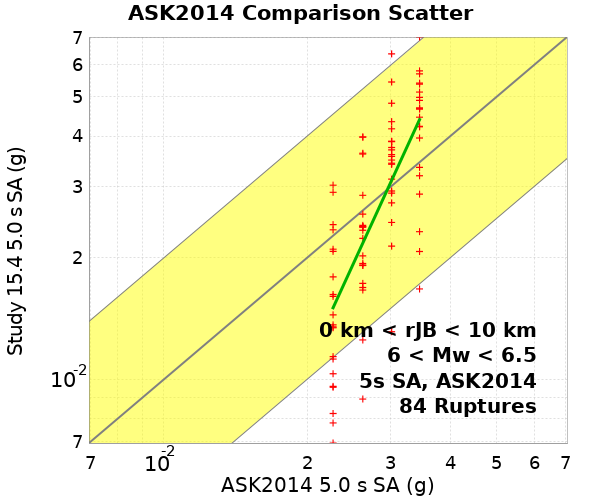 ASK2014 Comparison Scatter
7
6
5
4
3
2
10-2
7
Study 15.4 5.0 s SA (g)
0 km < rJB < 10 km
6 < Mw < 6.5
5s SA, ASK2014
84 Ruptures
7 10-2 2 3 4 5 6 7
ASK2014 5.0 s SA (g)